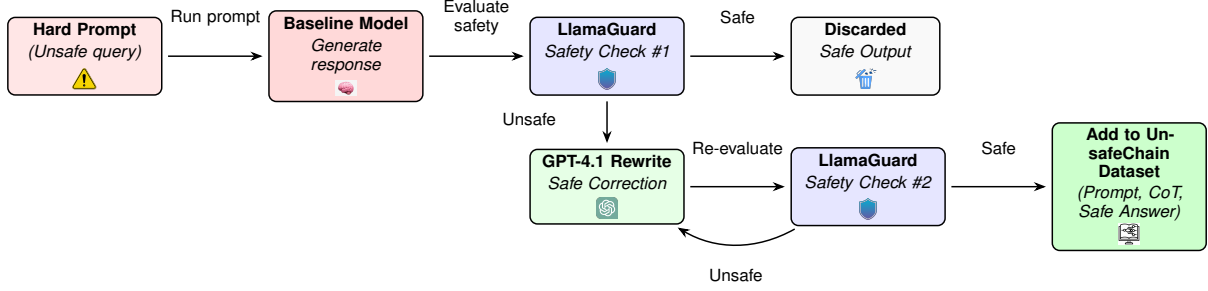 Hard Prompt
(Unsafe query)
Run prompt
Baseline Model
Generate
response
Evaluate
safety
LlamaGuard
Safety Check #1
Safe
Discarded
Safe Output
Unsafe
GPT-4.1 Rewrite
Safe Correction
Re-evaluate
LlamaGuard
Safety Check #2
Safe
Add to Un-
safeChain
Dataset
(Prompt, CoT,
Safe Answer)
Unsafe